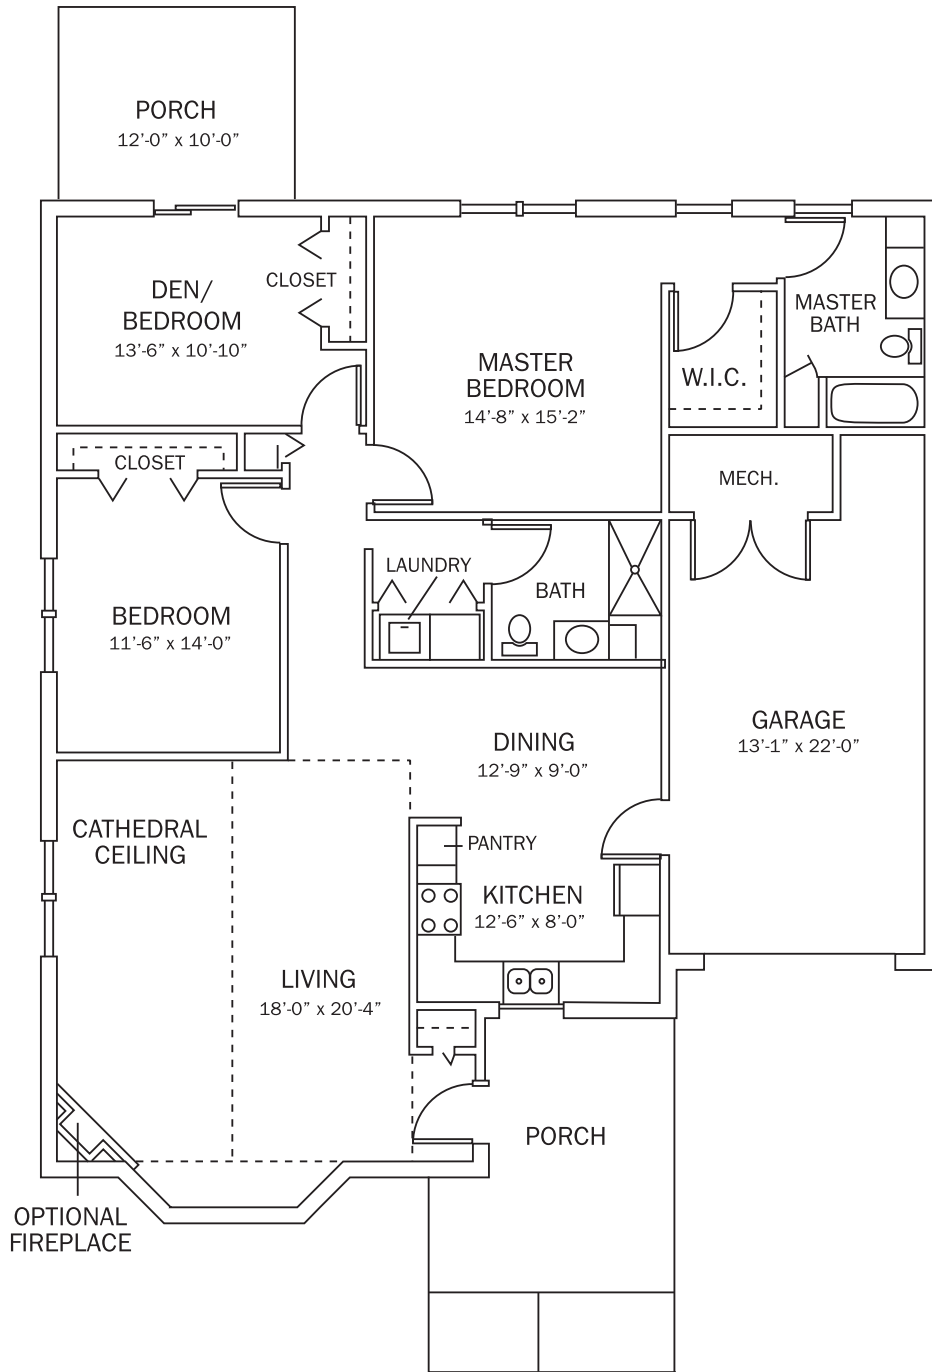 PORCH
12'-0” x 10'-0”
CLOSET
DEN/
BEDROOM
13'-6” x 10'-10”
MASTER
BATH
MASTER
BEDROOM
14'-8” x 15'-2”
W.I.C.
CLOSET
MECH.
LAUNDRY
BATH
BEDROOM
11'-6” x 14'-0”
GARAGE
13'-1” x 22'-0”
DINING
12'-9” x 9'-0”
CATHEDRAL
CEILING
PANTRY
KITCHEN
12'-6” x 8'-0”
LIVING
18'-0” x 20'-4”
PORCH
OPTIONAL
FIREPLACE